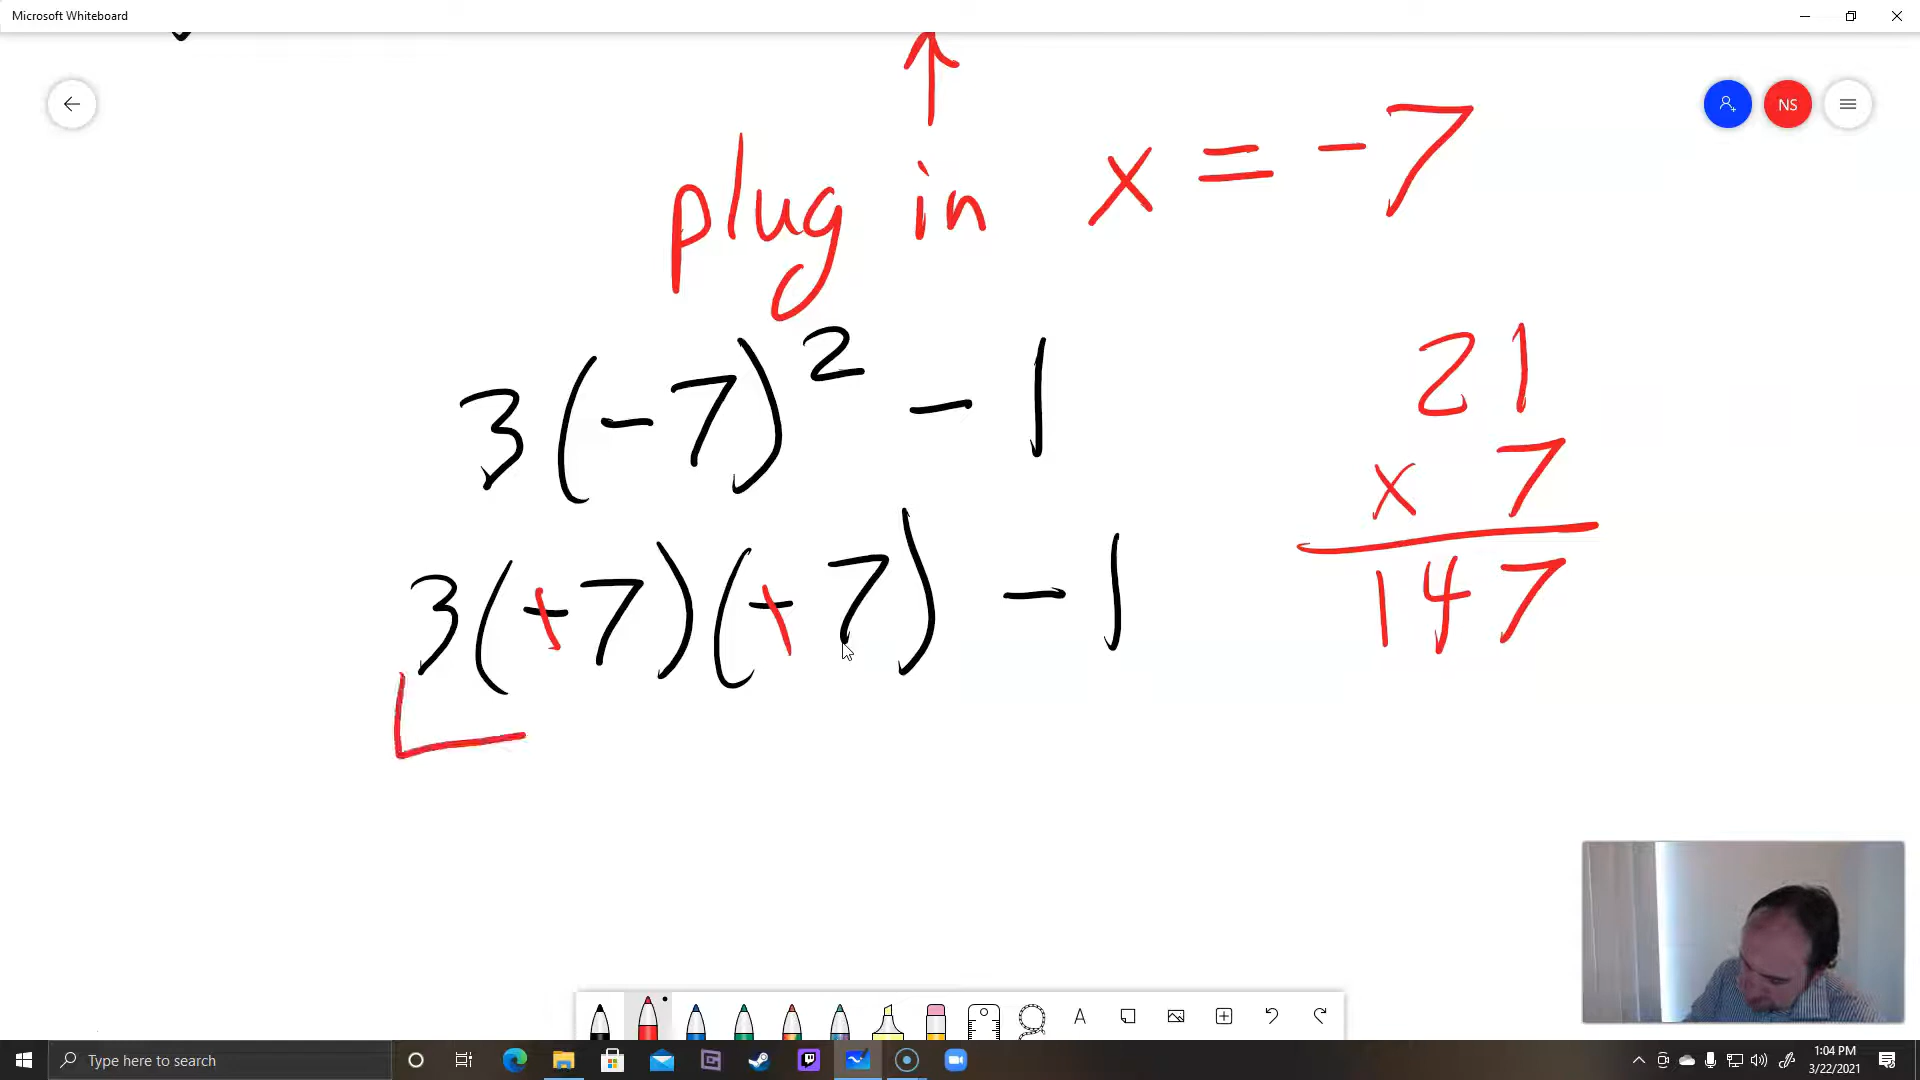 Microsoft Whiteboard
NS
plug in x = -7
3(-7)² - 1
21
x 7
147
3(+7)(+7) - 1
A
Type here to search
1:04 PM
3/22/2021